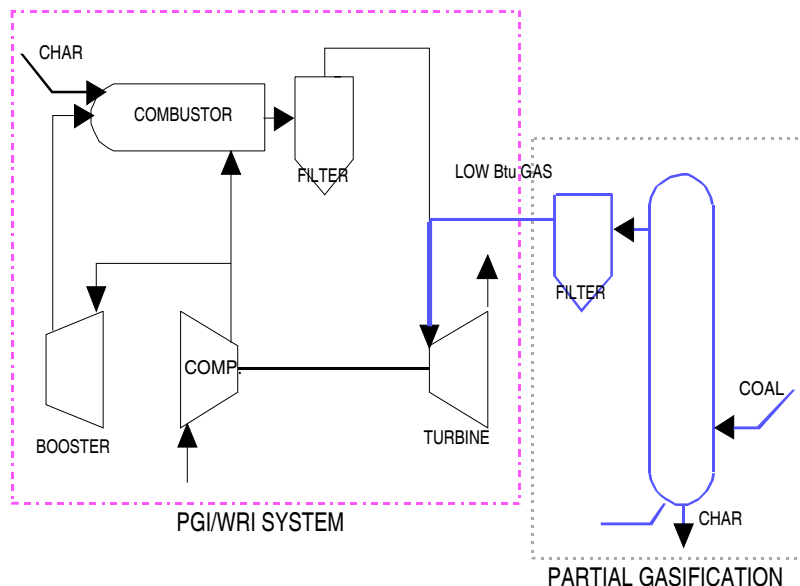 CHAR
COMBUSTOR
FILTER
LOW Btu GAS
FILTER
COMP.
COAL
BOOSTER
TURBINE
CHAR
PGI/WRI SYSTEM
PARTIAL GASIFICATION